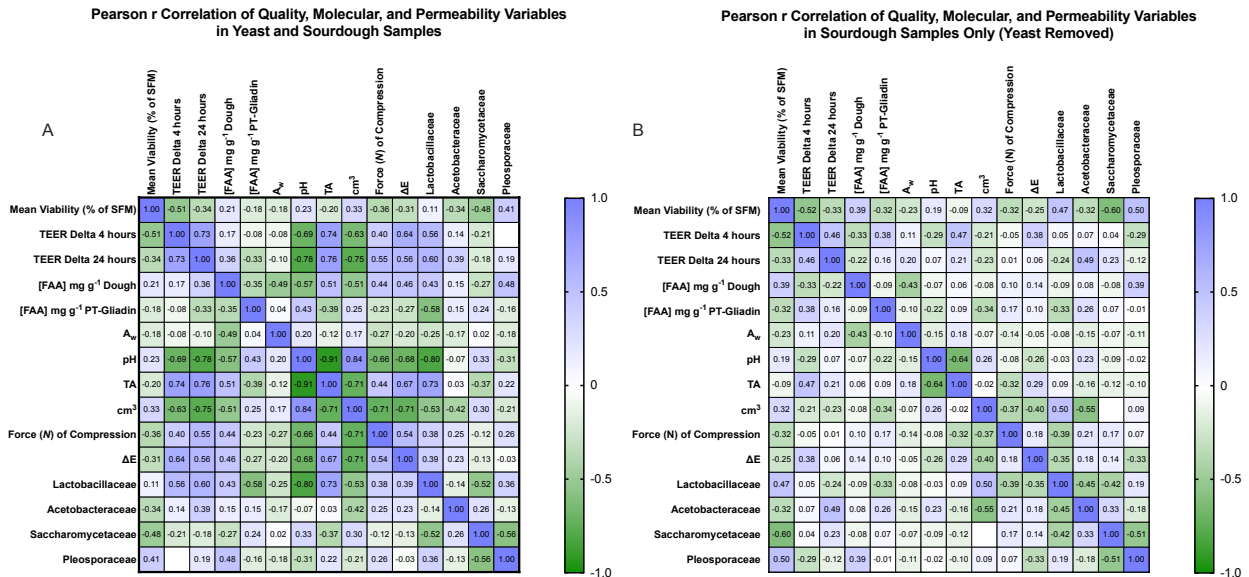 Pearson r Correlation of Quality, Molecular, and Permeability Variables
in Yeast and Sourdough Samples
A
Mean Viability (% of SFM)
TEER Delta 4 hours
TEER Delta 24 hours
[FAA] mg g⁻¹ Dough
[FAA] mg g⁻¹ PT-Gliadin
A_w
pH
TA
cm³
Force (N) of Compression
ΔE
Lactobacillaceae
Acetobacteraceae
Saccharomycetaceae
Pleosporaceae
Mean Viability (% of SFM) 1.00 -0.51 -0.34 0.21 -0.18 -0.18 0.23 -0.20 0.33 -0.36 -0.31 0.11 -0.34 -0.48 0.41
TEER Delta 4 hours -0.51 1.00 0.73 0.17 -0.08 -0.08 -0.69 0.74 -0.63 0.40 0.64 0.56 0.14 -0.21
TEER Delta 24 hours -0.34 0.73 1.00 0.36 -0.33 -0.10 -0.78 0.76 -0.75 0.55 0.56 0.60 0.39 -0.18 0.19
[FAA] mg g⁻¹ Dough 0.21 0.17 0.36 1.00 -0.35 -0.49 -0.57 0.51 -0.51 0.44 0.46 0.43 0.15 -0.27 0.48
[FAA] mg g⁻¹ PT-Gliadin -0.18 -0.08 -0.33 -0.35 1.00 0.04 0.43 -0.39 0.25 -0.23 -0.27 -0.58 0.15 0.24 -0.16
A_w -0.18 -0.08 -0.10 -0.49 0.04 1.00 0.20 -0.12 0.17 -0.27 -0.20 -0.25 -0.17 0.02 -0.18
pH 0.23 -0.69 -0.78 -0.57 0.43 0.20 1.00 -0.91 0.84 -0.66 -0.68 -0.80 -0.07 0.33 -0.31
TA -0.20 0.74 0.76 0.51 -0.39 -0.12 -0.91 1.00 -0.71 0.44 0.67 0.73 0.03 -0.37 0.22
cm³ 0.33 -0.63 -0.75 -0.51 0.25 0.17 0.84 -0.71 1.00 -0.71 -0.71 -0.53 -0.42 0.30 -0.21
Force (N) of Compression -0.36 0.40 0.55 0.44 -0.23 -0.27 -0.66 0.44 -0.71 1.00 0.54 0.38 0.25 -0.12 0.26
ΔE -0.31 0.64 0.56 0.46 -0.27 -0.20 -0.68 0.67 -0.71 0.54 1.00 0.39 0.23 -0.13 -0.03
Lactobacillaceae 0.11 0.56 0.60 0.43 -0.58 -0.25 -0.80 0.73 -0.53 0.38 0.39 1.00 -0.14 -0.52 0.36
Acetobacteraceae -0.34 0.14 0.39 0.15 0.15 -0.17 -0.07 0.03 -0.42 0.25 0.23 -0.14 1.00 0.26 -0.13
Saccharomycetaceae -0.48 -0.21 -0.18 -0.27 0.24 0.02 0.33 -0.37 0.30 -0.12 -0.13 -0.52 0.26 1.00 -0.56
Pleosporaceae 0.41 0.19 0.48 -0.16 -0.18 -0.31 0.22 -0.21 0.26 -0.03 0.36 -0.13 -0.56 1.00
1.0
0.5
0
-0.5
-1.0
Pearson r Correlation of Quality, Molecular, and Permeability Variables
in Sourdough Samples Only (Yeast Removed)
B
Mean Viability (% of SFM)
TEER Delta 4 hours
TEER Delta 24 hours
[FAA] mg g⁻¹ Dough
[FAA] mg g⁻¹ PT-Gliadin
A_w
pH
TA
cm³
Force (N) of Compression
ΔE
Lactobacillaceae
Acetobacteraceae
Saccharomycetaceae
Pleosporaceae
Mean Viability (% of SFM) 1.00 -0.52 -0.33 0.39 -0.32 -0.23 0.19 -0.09 0.32 -0.32 -0.25 0.47 -0.32 -0.60 0.50
TEER Delta 4 hours -0.52 1.00 0.46 -0.33 0.38 0.11 -0.29 0.47 -0.21 -0.05 0.38 0.05 0.07 0.04 -0.29
TEER Delta 24 hours -0.33 0.46 1.00 -0.22 0.16 0.20 0.07 0.21 -0.23 0.01 0.06 -0.24 0.49 0.23 -0.12
[FAA] mg g⁻¹ Dough 0.39 -0.33 -0.22 1.00 -0.09 -0.43 -0.07 0.06 -0.08 0.10 0.14 -0.09 0.08 -0.08 0.39
[FAA] mg g⁻¹ PT-Gliadin -0.32 0.38 0.16 -0.09 1.00 -0.10 -0.22 0.09 -0.34 0.17 0.10 -0.33 0.26 0.07 -0.01
A_w -0.23 0.11 0.20 -0.43 -0.10 1.00 -0.15 0.18 -0.07 -0.14 -0.05 -0.08 -0.15 -0.07 -0.11
pH 0.19 -0.29 0.07 -0.07 -0.22 -0.15 1.00 -0.64 0.26 -0.08 -0.26 -0.03 0.23 -0.09 -0.02
TA -0.09 0.47 0.21 0.06 0.09 0.18 -0.64 1.00 -0.02 -0.32 0.29 0.09 -0.16 -0.12 -0.10
cm³ 0.32 -0.21 -0.23 -0.08 -0.34 -0.07 0.26 -0.02 1.00 -0.37 -0.40 0.50 -0.55 0.09
Force (N) of Compression -0.32 -0.05 0.01 0.10 0.17 -0.14 -0.08 -0.32 -0.37 1.00 0.18 -0.39 0.21 0.17 0.07
ΔE -0.25 0.38 0.06 0.14 0.10 -0.05 -0.26 0.29 -0.40 0.18 1.00 -0.35 0.18 0.14 -0.33
Lactobacillaceae 0.47 0.05 -0.24 -0.09 -0.33 -0.08 -0.03 0.09 0.50 -0.39 -0.35 1.00 -0.45 -0.42 0.19
Acetobacteraceae -0.32 0.07 0.49 0.08 0.26 -0.15 0.23 -0.16 -0.55 0.21 0.18 -0.45 1.00 0.33 -0.18
Saccharomycetaceae -0.60 0.04 0.23 -0.08 0.07 -0.07 -0.09 -0.12 0.17 0.14 -0.42 0.33 1.00 -0.51
Pleosporaceae 0.50 -0.29 -0.12 0.39 -0.01 -0.11 -0.02 -0.10 0.09 0.07 -0.33 0.19 -0.18 -0.51 1.00
1.0
0.5
0
-0.5
-1.0